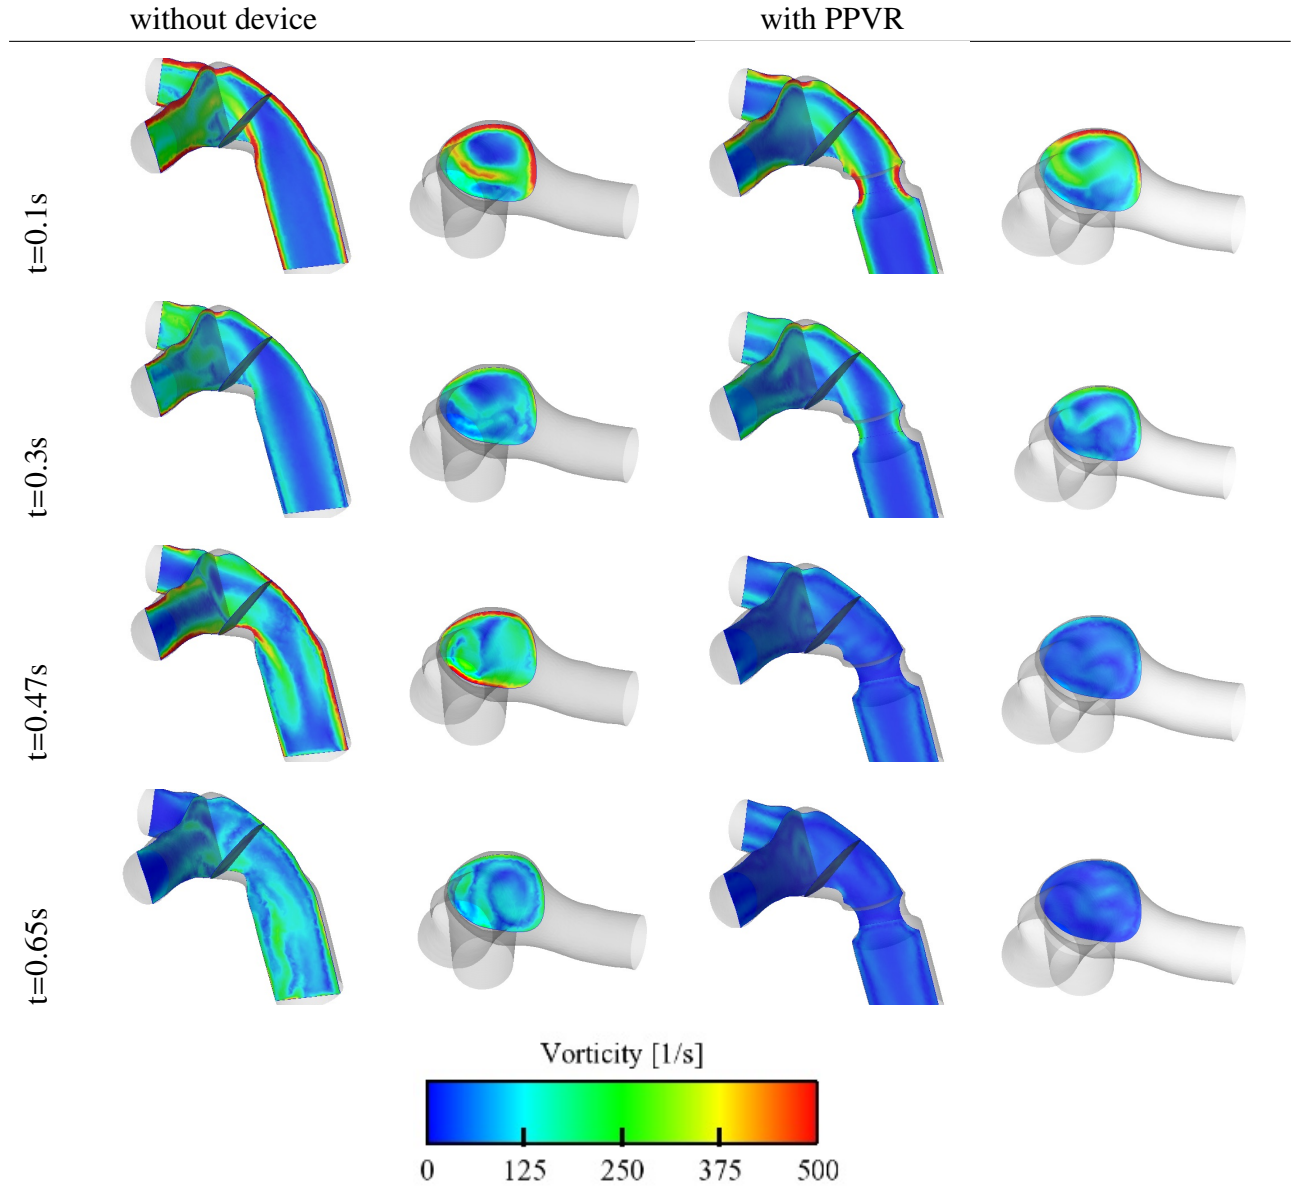 without device with PPVR
t=0.1s
t=0.3s
t=0.47s
t=0.65s
Vorticity [1/s]
0 125 250 375 500